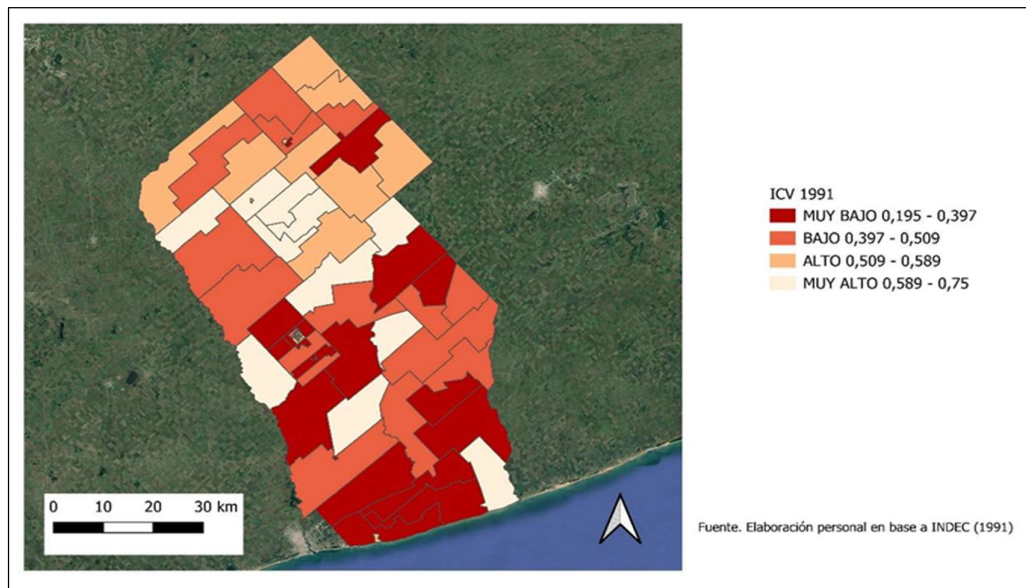 ICV 1991
MUY BAJO 0,195 - 0,397
BAJO 0,397 - 0,509
ALTO 0,509 - 0,589
MUY ALTO 0,589 - 0,75
0 10 20 30 km
Fuente. Elaboración personal en base a INDEC (1991)